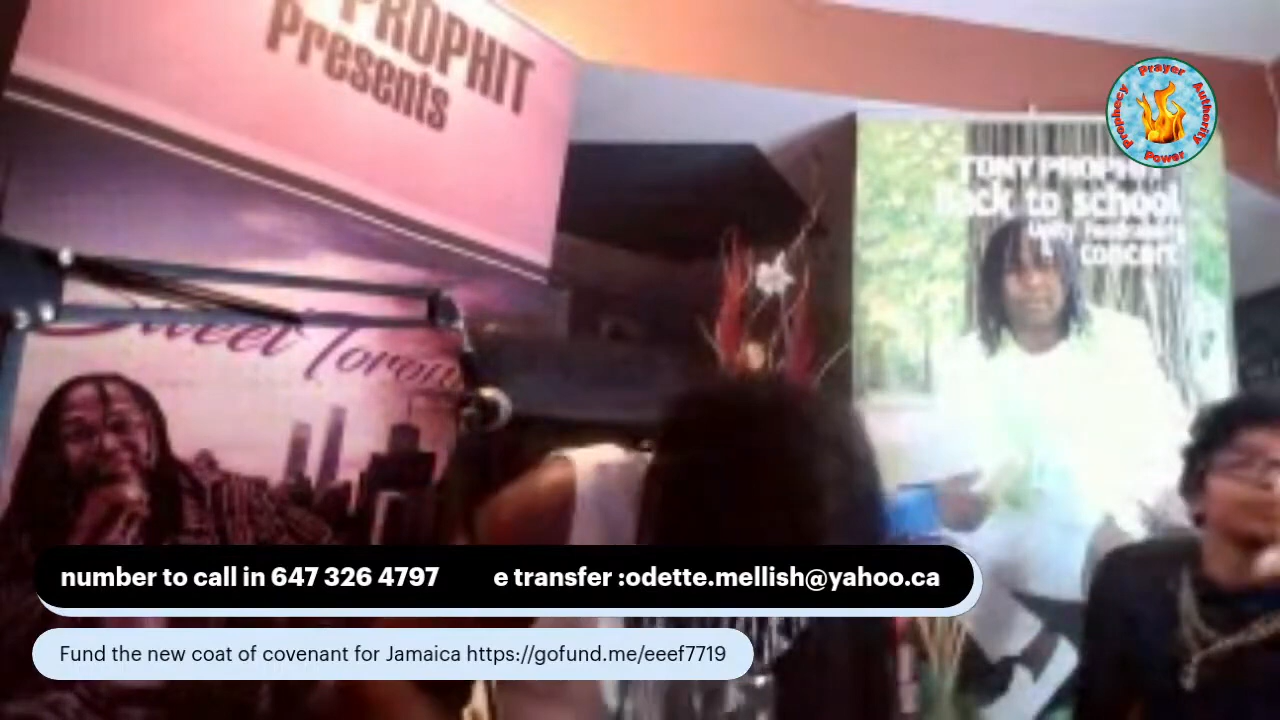 PROPHIT
Presents
Sweet Toron
TONY PROPHIT
Back to school
concert
Prayer
Prophecy
Authority
Power
number to call in 647 326 4797 e transfer :odette.mellish@yahoo.ca
Fund the new coat of covenant for Jamaica https://gofund.me/eeef7719